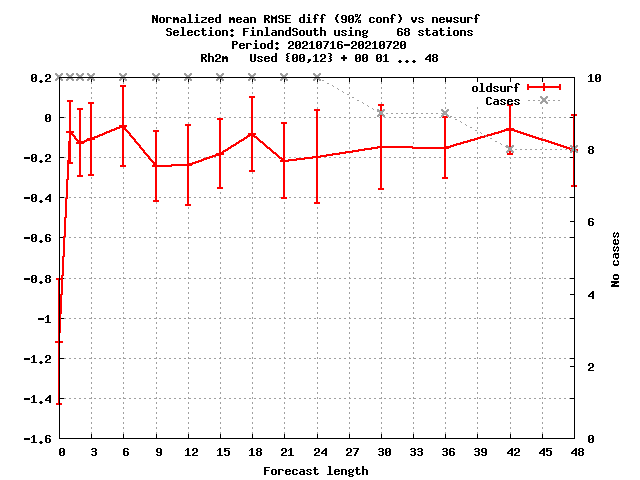 Normalized mean RMSE diff (90% conf) vs newsurf
Selection: FinlandSouth using    68 stations
Period: 20210716-20210720
Rh2m   Used {00,12} + 00 01 ... 48
oldsurf
Cases
0.2
0
-0.2
-0.4
-0.6
-0.8
-1
-1.2
-1.4
-1.6
10
8
6
4
2
0
No cases
0 3 6 9 12 15 18 21 24 27 30 33 36 39 42 45 48
Forecast length